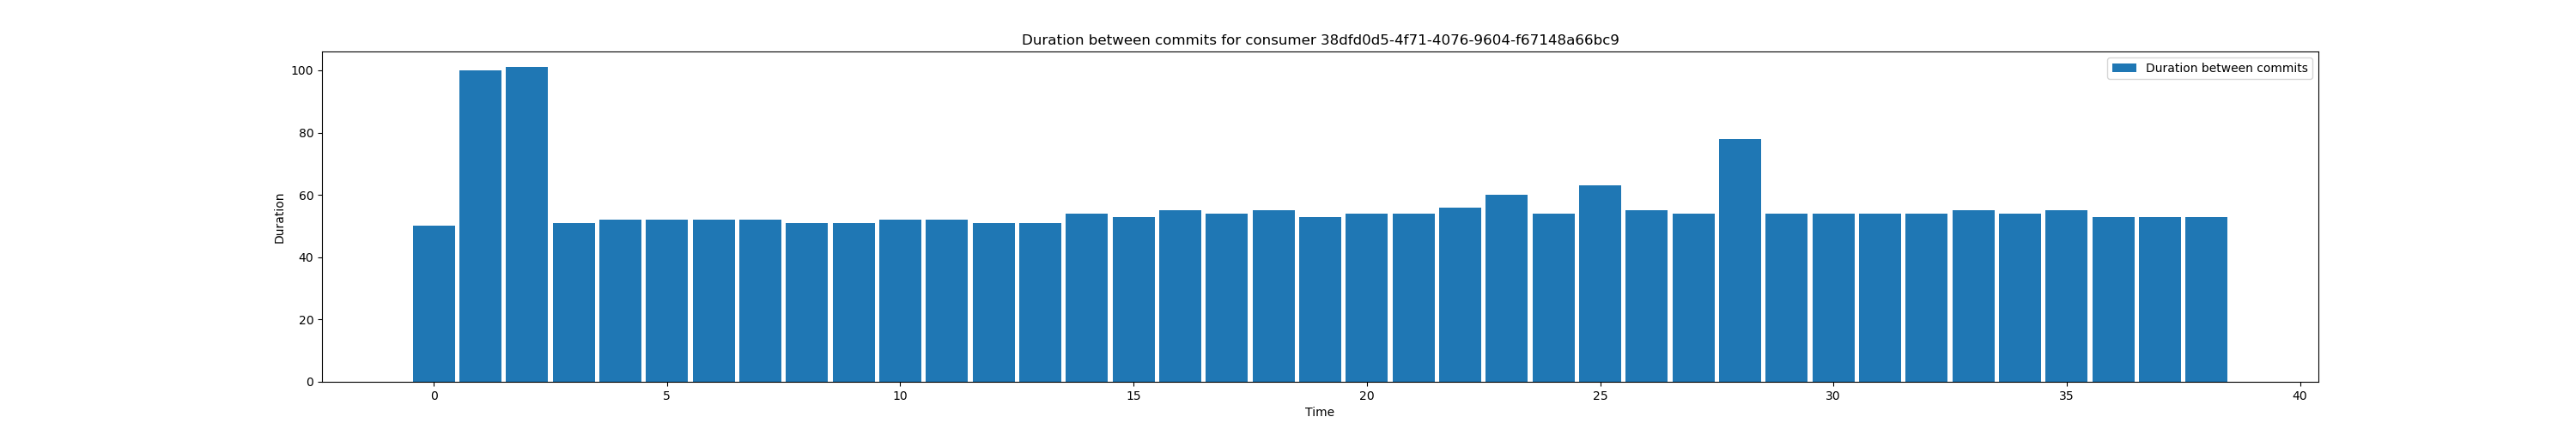 Duration between commits for consumer 38dfd0d5-4f71-4076-9604-f67148a66bc9
Duration between commits
100
80
60
40
20
0
Duration
0 5 10 15 20 25 30 35 40
Time